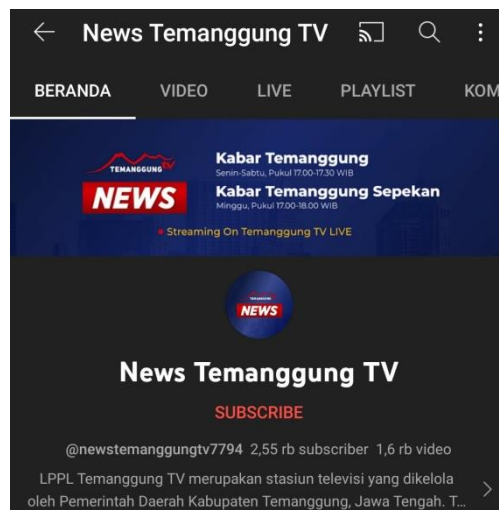 News Temanggung TV
BERANDA VIDEO LIVE PLAYLIST KOM
TEMANGGUNG TV
NEWS
Kabar Temanggung
Senin-Sabtu, Pukul 17.00-17.30 WIB
Kabar Temanggung Sepekan
Minggu, Pukul 17.00-18.00 WIB
Streaming On Temanggung TV LIVE
TEMANGGUNG
NEWS
News Temanggung TV
SUBSCRIBE
@newstemanggungtv7794 2,55 rb subscriber 1,6 rb video
LPPL Temanggung TV merupakan stasiun televisi yang dikelola
oleh Pemerintah Daerah Kabupaten Temanggung, Jawa Tengah. T...